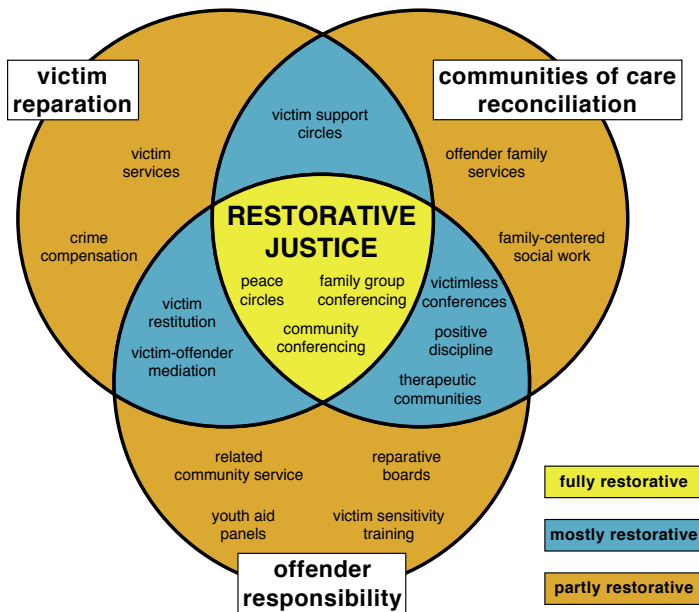 victim
reparation
communities of care
reconciliation
victim support
circles
victim
services
offender family
services
crime
compensation
family-centered
social work
RESTORATIVE
JUSTICE
peace
circles
family group
conferencing
community
conferencing
victim
restitution
victim-offender
mediation
victimless
conferences
positive
discipline
therapeutic
communities
related
community service
reparative
boards
youth aid
panels
victim sensitivity
training
offender
responsibility
fully restorative
mostly restorative
partly restorative